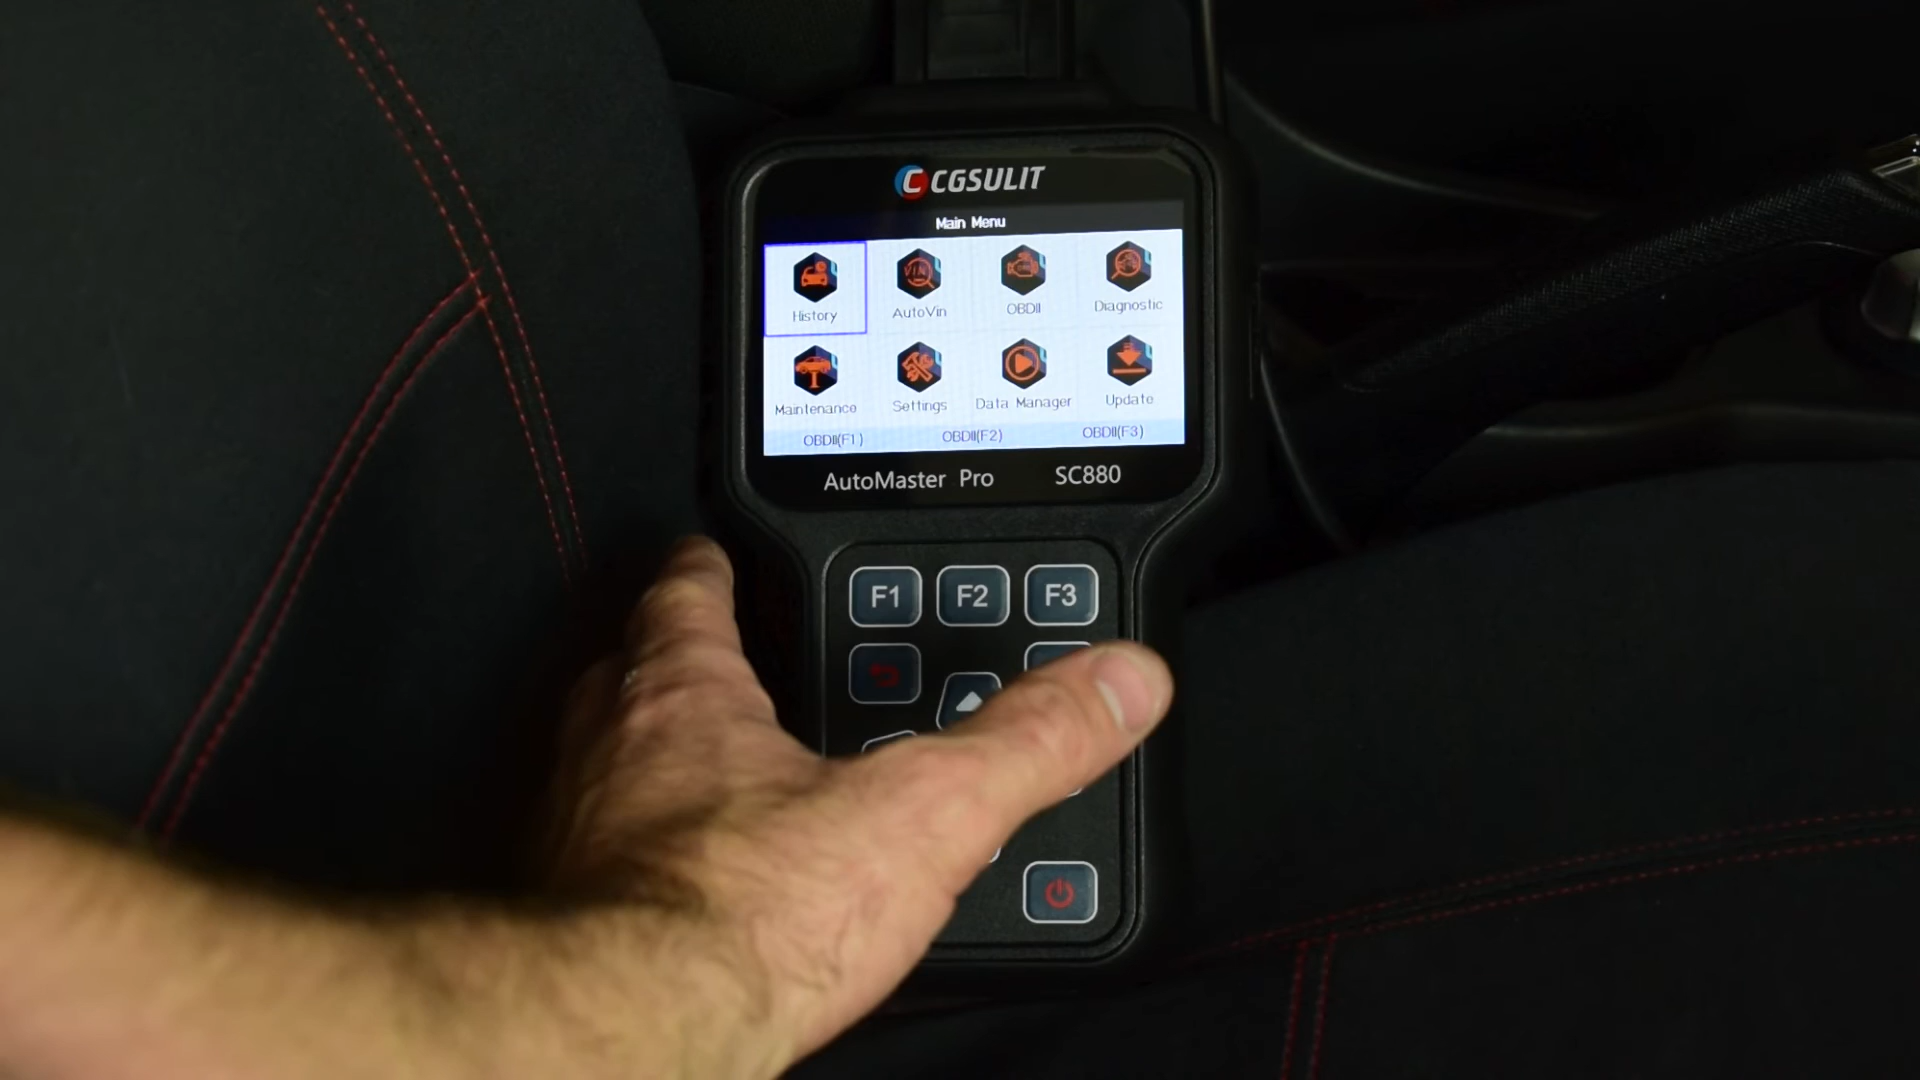 CGSULIT
Main Menu
History AutoVin OBDII Diagnostic
Maintenance Settings Data Manager Update
OBDII(F1) OBDII(F2) OBDII(F3)
AutoMaster Pro SC880
F1 F2 F3